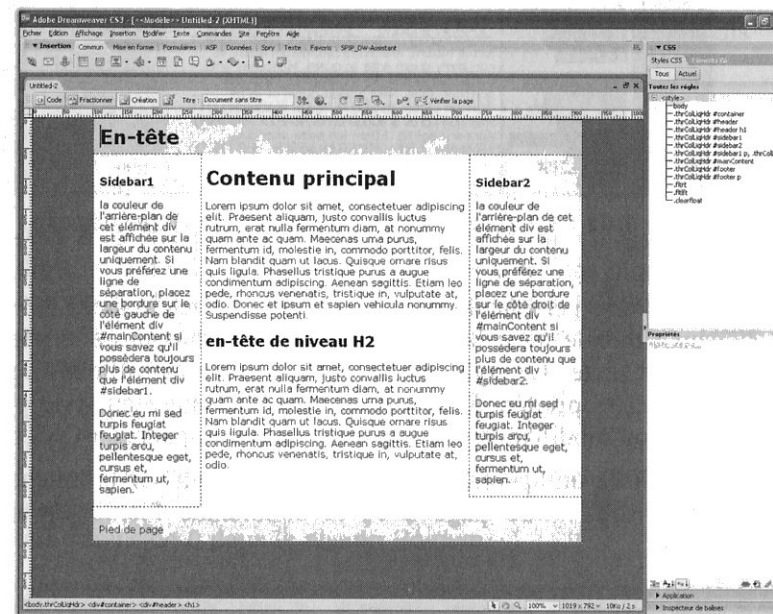 Adobe Dreamweaver CS3 - [<<Modèle>> Untitled-2 (XHTML)]
Fichier Edition Affichage Insertion Modifier Texte Commandes Site Fenêtre Aide
Insertion Commun Mise en forme Formulaires ASP Données Spry Texte Favoris SPIP_DW-Assistant
Untitled-2
Code Fractionner Création Titre : Document sans titre Vérifier la page
En-tête
Sidebar1
la couleur de
l'arrière-plan de
cet élément div
est affichée sur la
largeur du contenu
uniquement. Si
vous préférez une
ligne de
séparation, placez
une bordure sur le
côté gauche de
l'élément div
#mainContent si
vous savez qu'il
possèdera toujours
plus de contenu
que l'élément div
#sidebar1.
Donec eu mi sed
turpis feugiat
feugiat. Integer
turpis arcu,
pellentesque eget,
cursus et,
fermentum ut,
sapien.
Contenu principal
Lorem ipsum dolor sit amet, consectetuer adipiscing
elit. Praesent aliquam, justo convallis luctus
rutrum, erat nulla fermentum diam, at nonummy
quam ante ac quam. Maecenas urna purus,
fermentum id, molestie in, commodo porttitor, felis.
Nam blandit quam ut lacus. Quisque ornare risus
quis ligula. Phasellus tristique purus a augue
condimentum adipiscing. Aenean sagittis. Etiam leo
pede, rhoncus venenatis, tristique in, vulputate at,
odio. Donec et ipsum et sapien vehicula nonummy.
Suspendisse potenti.
en-tête de niveau H2
Lorem ipsum dolor sit amet, consectetuer adipiscing
elit. Praesent aliquam, justo convallis luctus
rutrum, erat nulla fermentum diam, at nonummy
quam ante ac quam. Maecenas urna purus,
fermentum id, molestie in, commodo porttitor, felis.
Nam blandit quam ut lacus. Quisque ornare risus
quis ligula. Phasellus tristique purus a augue
condimentum adipiscing. Aenean sagittis. Etiam leo
pede, rhoncus venenatis, tristique in, vulputate at,
odio.
Sidebar2
la couleur de
l'arrière-plan de cet
élément div est
affichée sur la
largeur du contenu
uniquement. Si
vous préférez une
ligne de
séparation, placez
une bordure
sur le côté droit de
l'élément div
#mainContent si
vous savez qu'il
possèdera toujours
plus de contenu
que l'élément div
#sidebar2.
Donec eu mi sed
turpis feugiat
feugiat. Integer
turpis arcu,
pellentesque eget,
cursus et,
fermentum ut,
sapien.
Pied de page
<body.thrColLiqHdr> <div#container> <div#header> <h1>
100% 1019 x 792 10Ko / 2 s
CSS
Styles CSS
Tous Actuel
Toutes les règles
<style>
body
.thrColLiqHdr #container
.thrColLiqHdr #header
.thrColLiqHdr #header h1
.thrColLiqHdr #sidebar1
.thrColLiqHdr #sidebar2
.thrColLiqHdr #sidebar1 p, .thrColL
.thrColLiqHdr #mainContent
.thrColLiqHdr #footer
.thrColLiqHdr #footer p
.fltrt
.fltlft
.clearfloat
Propriétés
Application
Inspecteur de balises